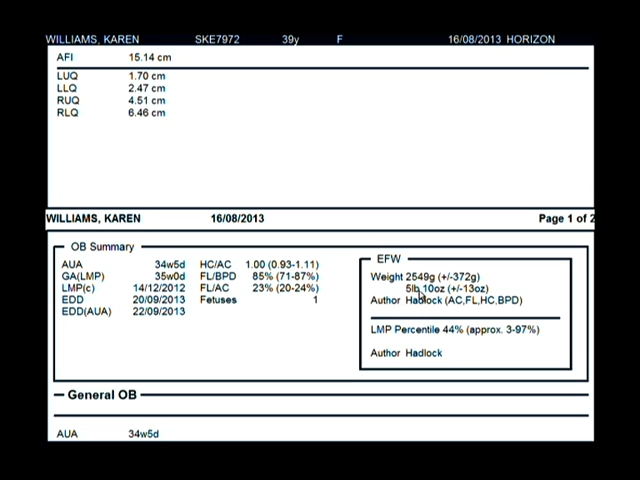 WILLIAMS, KAREN SKE7972 39y F 16/08/2013 HORIZON
AFI 15.14 cm
LUQ 1.70 cm
LLQ 2.47 cm
RUQ 4.51 cm
RLQ 6.46 cm
WILLIAMS, KAREN 16/08/2013 Page 1 of 2
OB Summary
AUA 34w5d HC/AC 1.00 (0.93-1.11)
GA(LMP) 35w0d FL/BPD 85% (71-87%)
LMP(c) 14/12/2012 FL/AC 23% (20-24%)
EDD 20/09/2013 Fetuses 1
EDD(AUA) 22/09/2013
EFW
Weight 2549g (+/-372g)
5lb 10oz (+/-13oz)
Author Hadlock (AC,FL,HC,BPD)
LMP Percentile 44% (approx. 3-97%)
Author Hadlock
General OB
AUA 34w5d